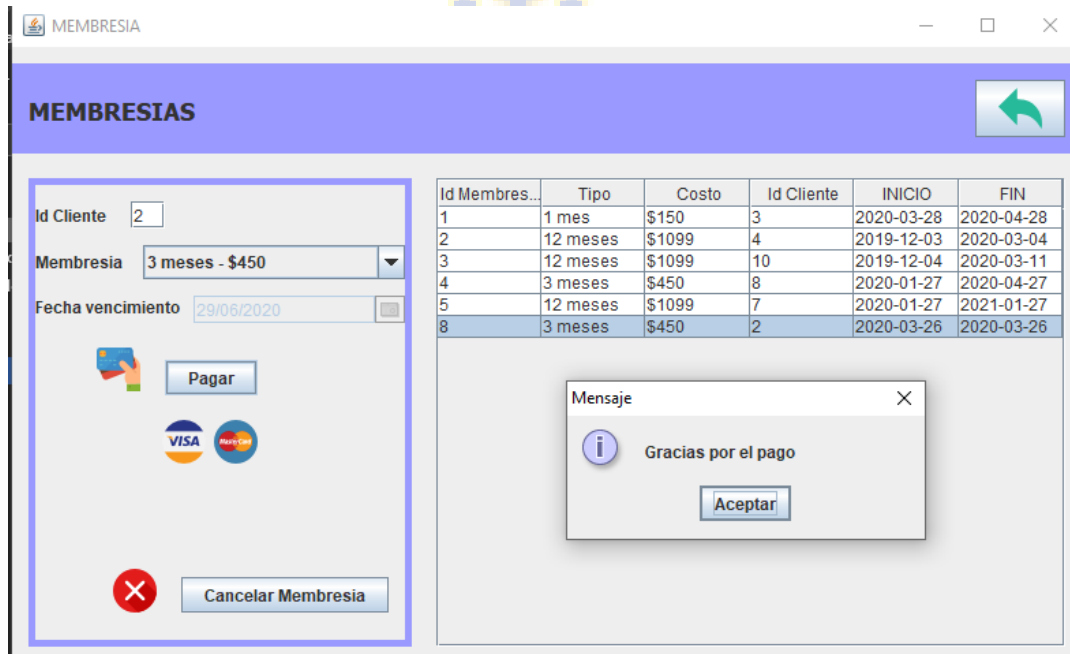 MEMBRESIA
MEMBRESIAS
Id Cliente 2
Membresia 3 meses - $450
Fecha vencimiento 29/06/2020
Pagar
VISA MasterCard
Cancelar Membresia
Id Membres... Tipo Costo Id Cliente INICIO FIN
1 1 mes $150 3 2020-03-28 2020-04-28
2 12 meses $1099 4 2019-12-03 2020-03-04
3 12 meses $1099 10 2019-12-04 2020-03-11
4 3 meses $450 8 2020-01-27 2020-04-27
5 12 meses $1099 7 2020-01-27 2021-01-27
8 3 meses $450 2 2020-03-26 2020-03-26
Mensaje
Gracias por el pago
Aceptar